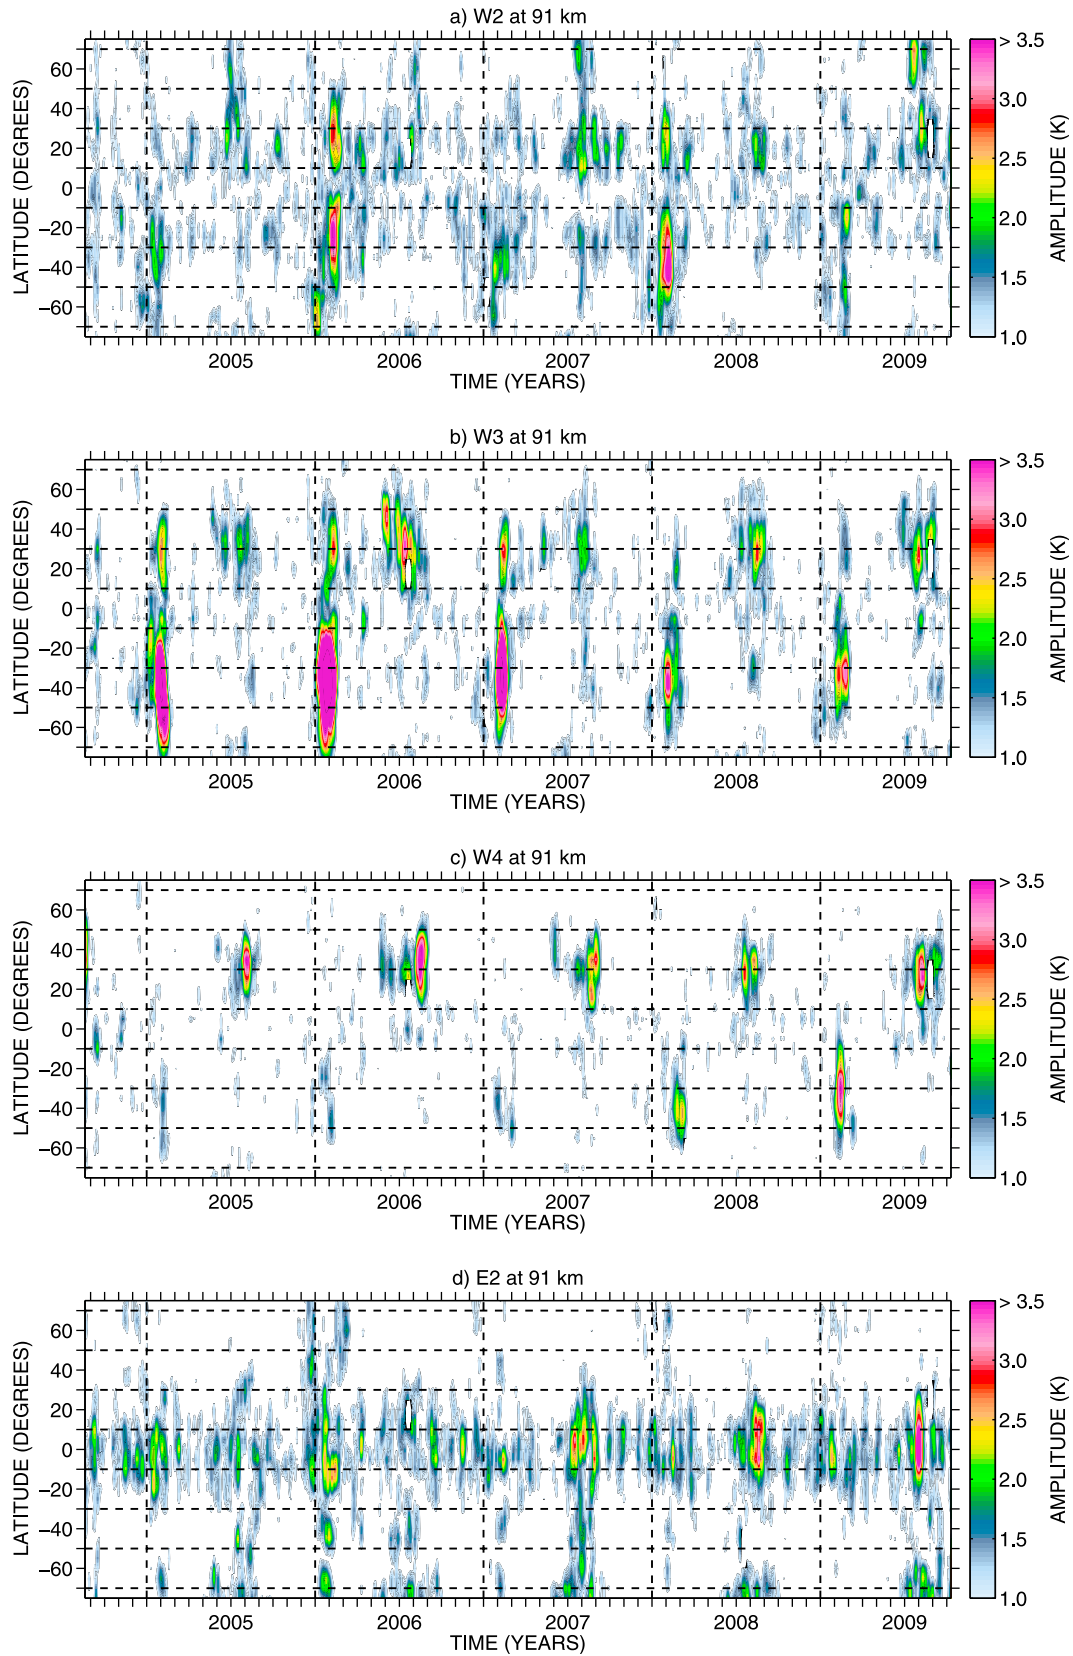 a) W2 at 91 km
LATITUDE (DEGREES)
60
40
20
0
−20
−40
−60
2005 2006 2007 2008 2009
TIME (YEARS)
> 3.5
3.0
2.5
2.0
1.5
1.0
AMPLITUDE (K)
b) W3 at 91 km
LATITUDE (DEGREES)
60
40
20
0
−20
−40
−60
2005 2006 2007 2008 2009
TIME (YEARS)
> 3.5
3.0
2.5
2.0
1.5
1.0
AMPLITUDE (K)
c) W4 at 91 km
LATITUDE (DEGREES)
60
40
20
0
−20
−40
−60
2005 2006 2007 2008 2009
TIME (YEARS)
> 3.5
3.0
2.5
2.0
1.5
1.0
AMPLITUDE (K)
d) E2 at 91 km
LATITUDE (DEGREES)
60
40
20
0
−20
−40
−60
2005 2006 2007 2008 2009
TIME (YEARS)
> 3.5
3.0
2.5
2.0
1.5
1.0
AMPLITUDE (K)